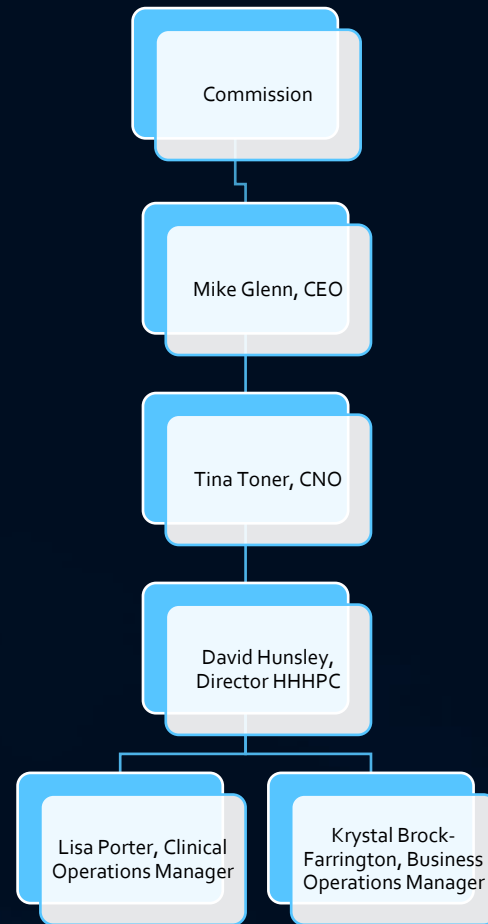 Commission
Mike Glenn, CEO
Tina Toner, CNO
David Hunsley,
Director HHHPC
Lisa Porter, Clinical
Operations Manager
Krystal Brock-
Farrington, Business
Operations Manager